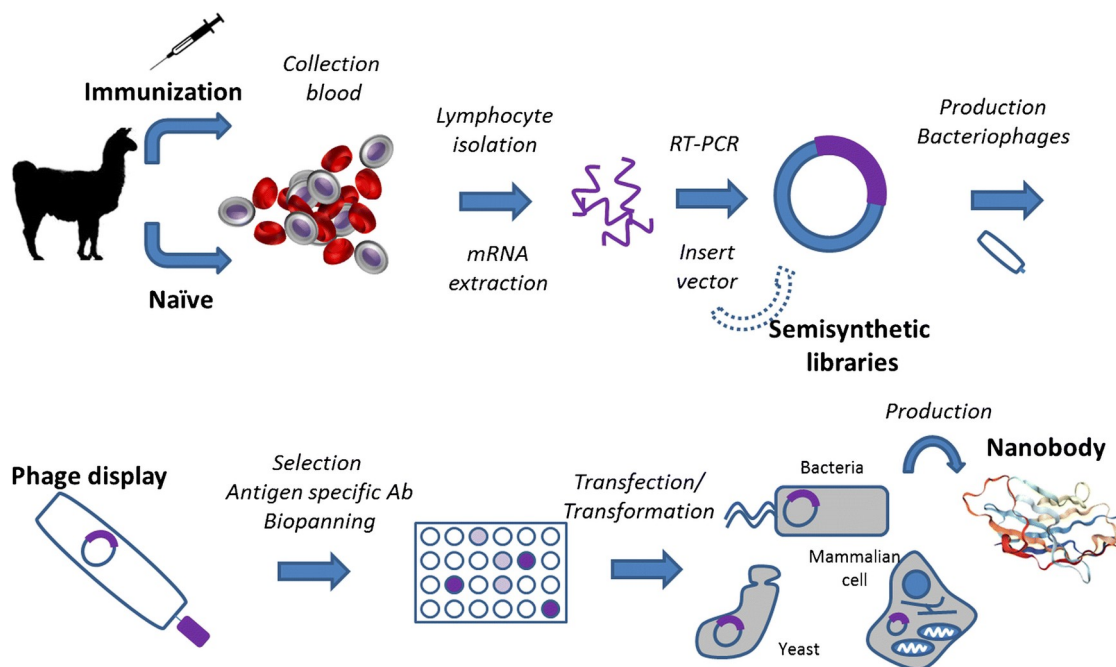 Immunization
Naïve
Collection
blood
Lymphocyte
isolation
mRNA
extraction
RT-PCR
Insert
vector
Semisynthetic
libraries
Production
Bacteriophages
Phage display
Selection
Antigen specific Ab
Biopanning
Transfection/
Transformation
Bacteria
Mammalian
cell
Yeast
Production
Nanobody